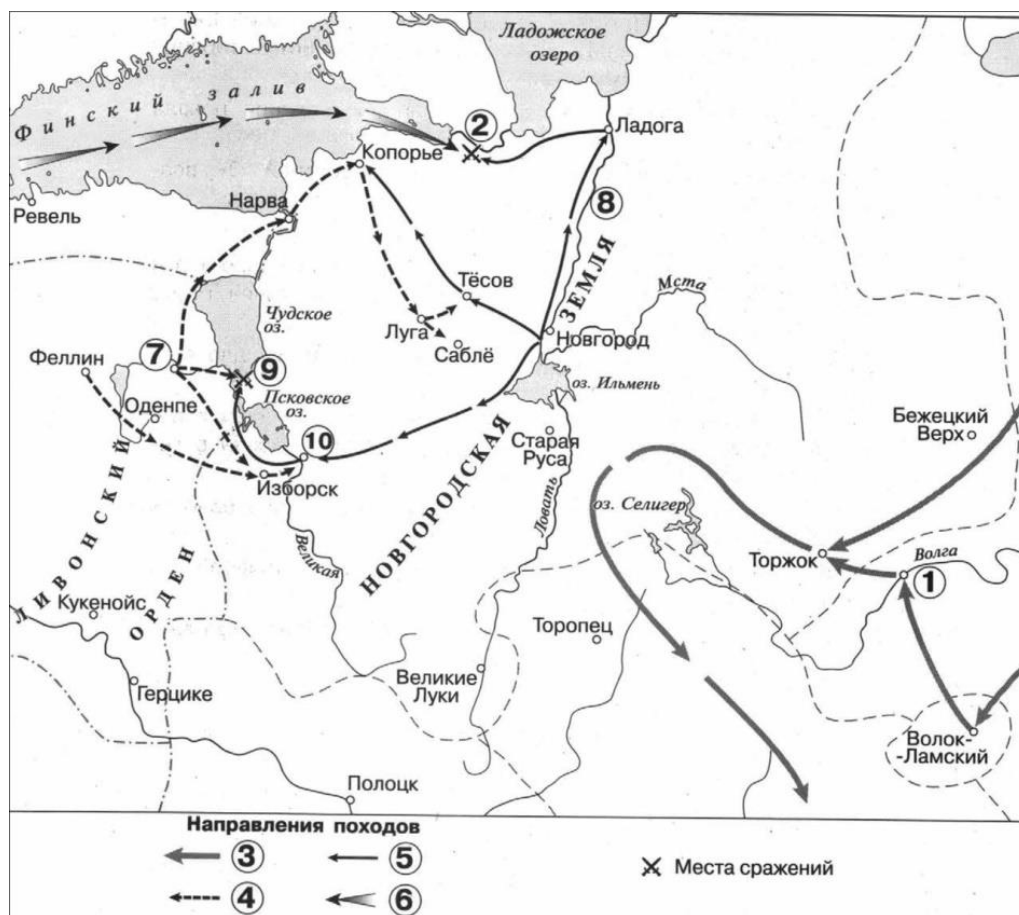 Ладожское
озеро
Финский залив
2
Ладога
Копорье
Нарва
Ревель
8
ЗЕМЛЯ
Тёсов
Мста
Чудское
оз.
Луга
Саблё
Новгород
Феллин
7
9
оз. Ильмень
Псковское
оз.
Оденпе
Бежецкий
Верх
10
Старая
Руса
Изборск
НОВГОРОДСКАЯ
оз. Селигер
Ловать
ЛИВОНСКИЙ
ОРДЕН
Великая
Торжок
Волга
1
Кукенойс
Торопец
Великие
Луки
Герцике
Волок-
-Ламский
Полоцк
Направления походов
3
5
Места сражений
4
6